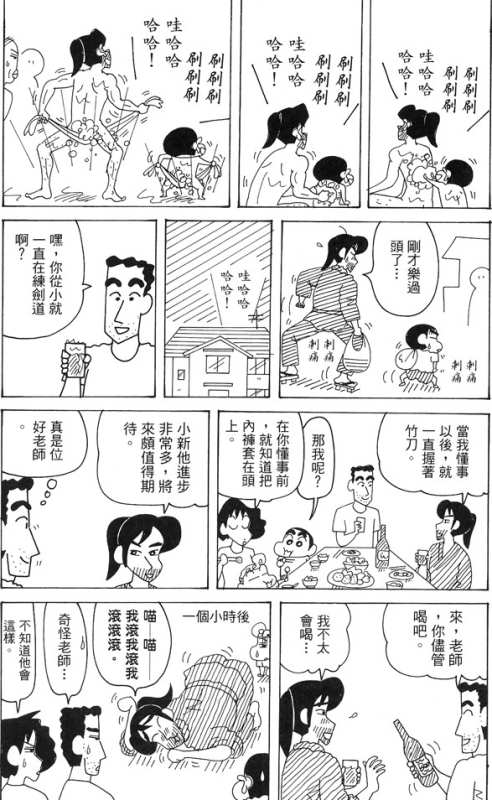 刷刷刷
刷刷刷
哇哈哈
哈哈！
刷刷刷
刷刷刷
哇哈哈
哈哈！
刷刷刷
刷刷刷
哇哈哈
哈哈！
剛才樂過
頭了…
刺痛
刺痛
刺痛
刺痛
哇哈哈
哈哈！
嘿，你從小就
一直在練劍道
啊？
當我懂事
以後，就
一直握著
竹刀。
那我呢？
在你懂事前
，就知道把
內褲套在頭
上。
小新他進步
非常多，將
來頗值得期
待。
真是位
好老師
。
來，老師
，你儘管
喝吧。
我不太
會喝…
一個小時後
喵 喵——
我滾滾我
滾滾滾。
奇怪老師…
不知道他會
這樣。